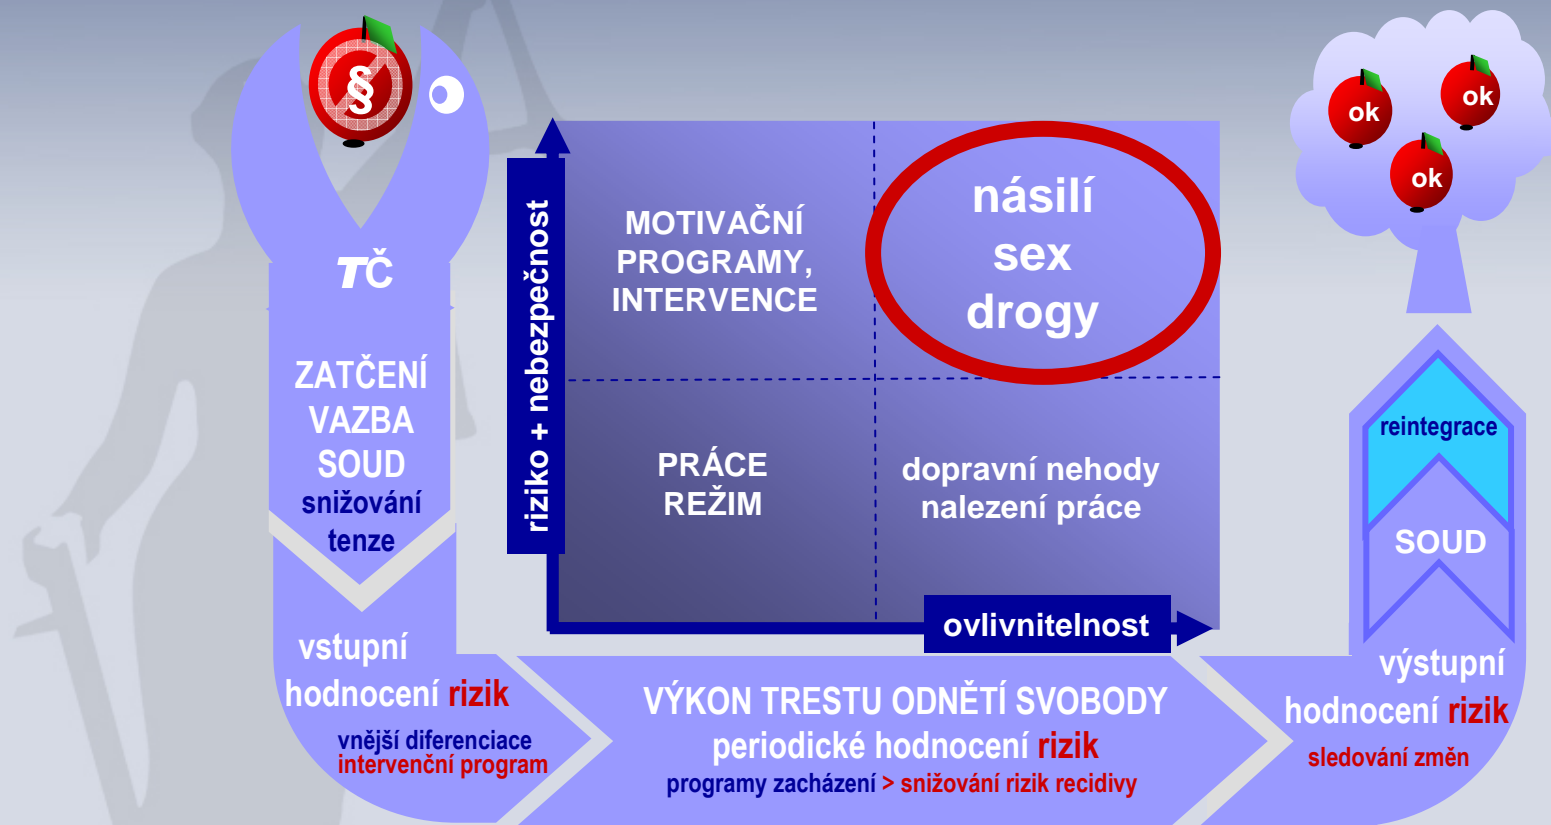 §
TČ
ZATČENÍ
VAZBA
SOUD
snižování
tenze
vstupní
hodnocení rizik
vnější diferenciace
intervenční program
riziko + nebezpečnost
MOTIVAČNÍ
PROGRAMY,
INTERVENCE
násilí
sex
drogy
PRÁCE
REŽIM
dopravní nehody
nalezení práce
ovlivnitelnost
VÝKON TRESTU ODNĚTÍ SVOBODY
periodické hodnocení rizik
programy zacházení > snižování rizik recidivy
výstupní
hodnocení rizik
sledování změn
SOUD
reintegrace
ok
ok
ok